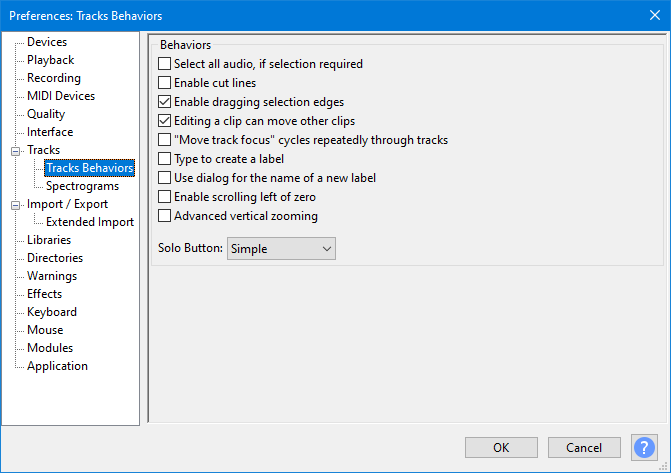 Preferences: Tracks Behaviors
Devices
Playback
Recording
MIDI Devices
Quality
Interface
Tracks
Tracks Behaviors
Spectrograms
Import / Export
Extended Import
Libraries
Directories
Warnings
Effects
Keyboard
Mouse
Modules
Application
Behaviors
Select all audio, if selection required
Enable cut lines
Enable dragging selection edges
Editing a clip can move other clips
"Move track focus" cycles repeatedly through tracks
Type to create a label
Use dialog for the name of a new label
Enable scrolling left of zero
Advanced vertical zooming
Solo Button: Simple
OK Cancel ?